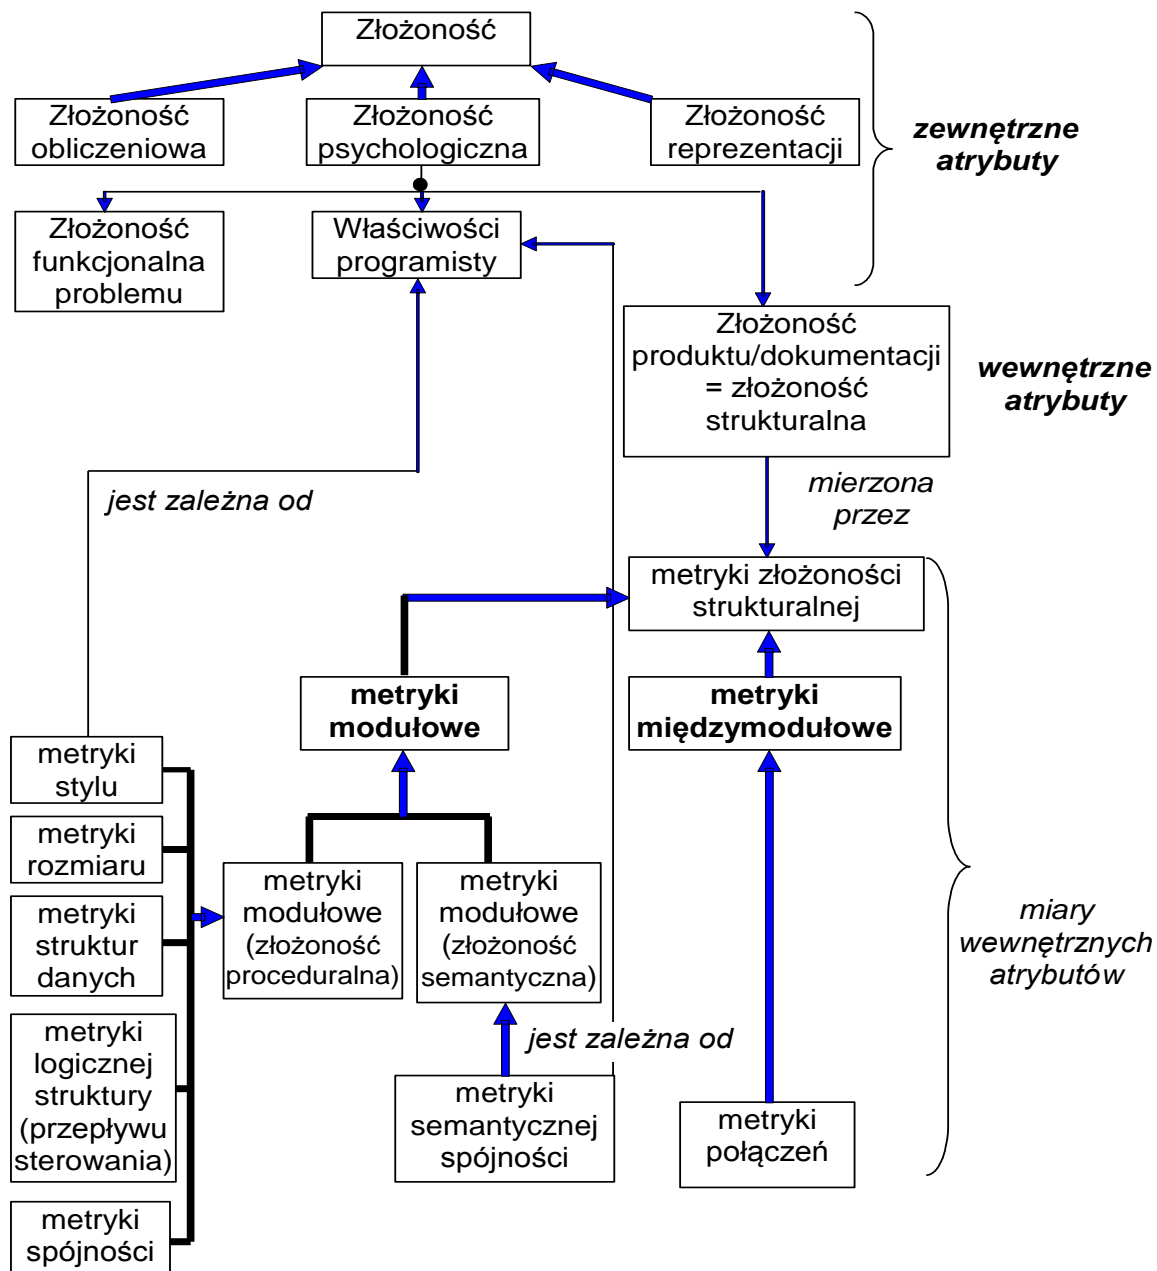 Złożoność
Złożoność
obliczeniowa
Złożoność
psychologiczna
Złożoność
reprezentacji
zewnętrzne
atrybuty
Złożoność
funkcjonalna
problemu
Właściwości
programisty
Złożoność
produktu/dokumentacji
= złożoność
strukturalna
wewnętrzne
atrybuty
jest zależna od
mierzona
przez
metryki złożoności
strukturalnej
metryki
modułowe
metryki
międzymodułowe
metryki
stylu
metryki
rozmiaru
metryki
struktur
danych
metryki
logicznej
struktury
(przepływu
sterowania)
metryki
spójności
metryki
modułowe
(złożoność
proceduralna)
metryki
modułowe
(złożoność
semantyczna)
miary
wewnętrznych
atrybutów
jest zależna od
metryki
semantycznej
spójności
metryki
połączeń